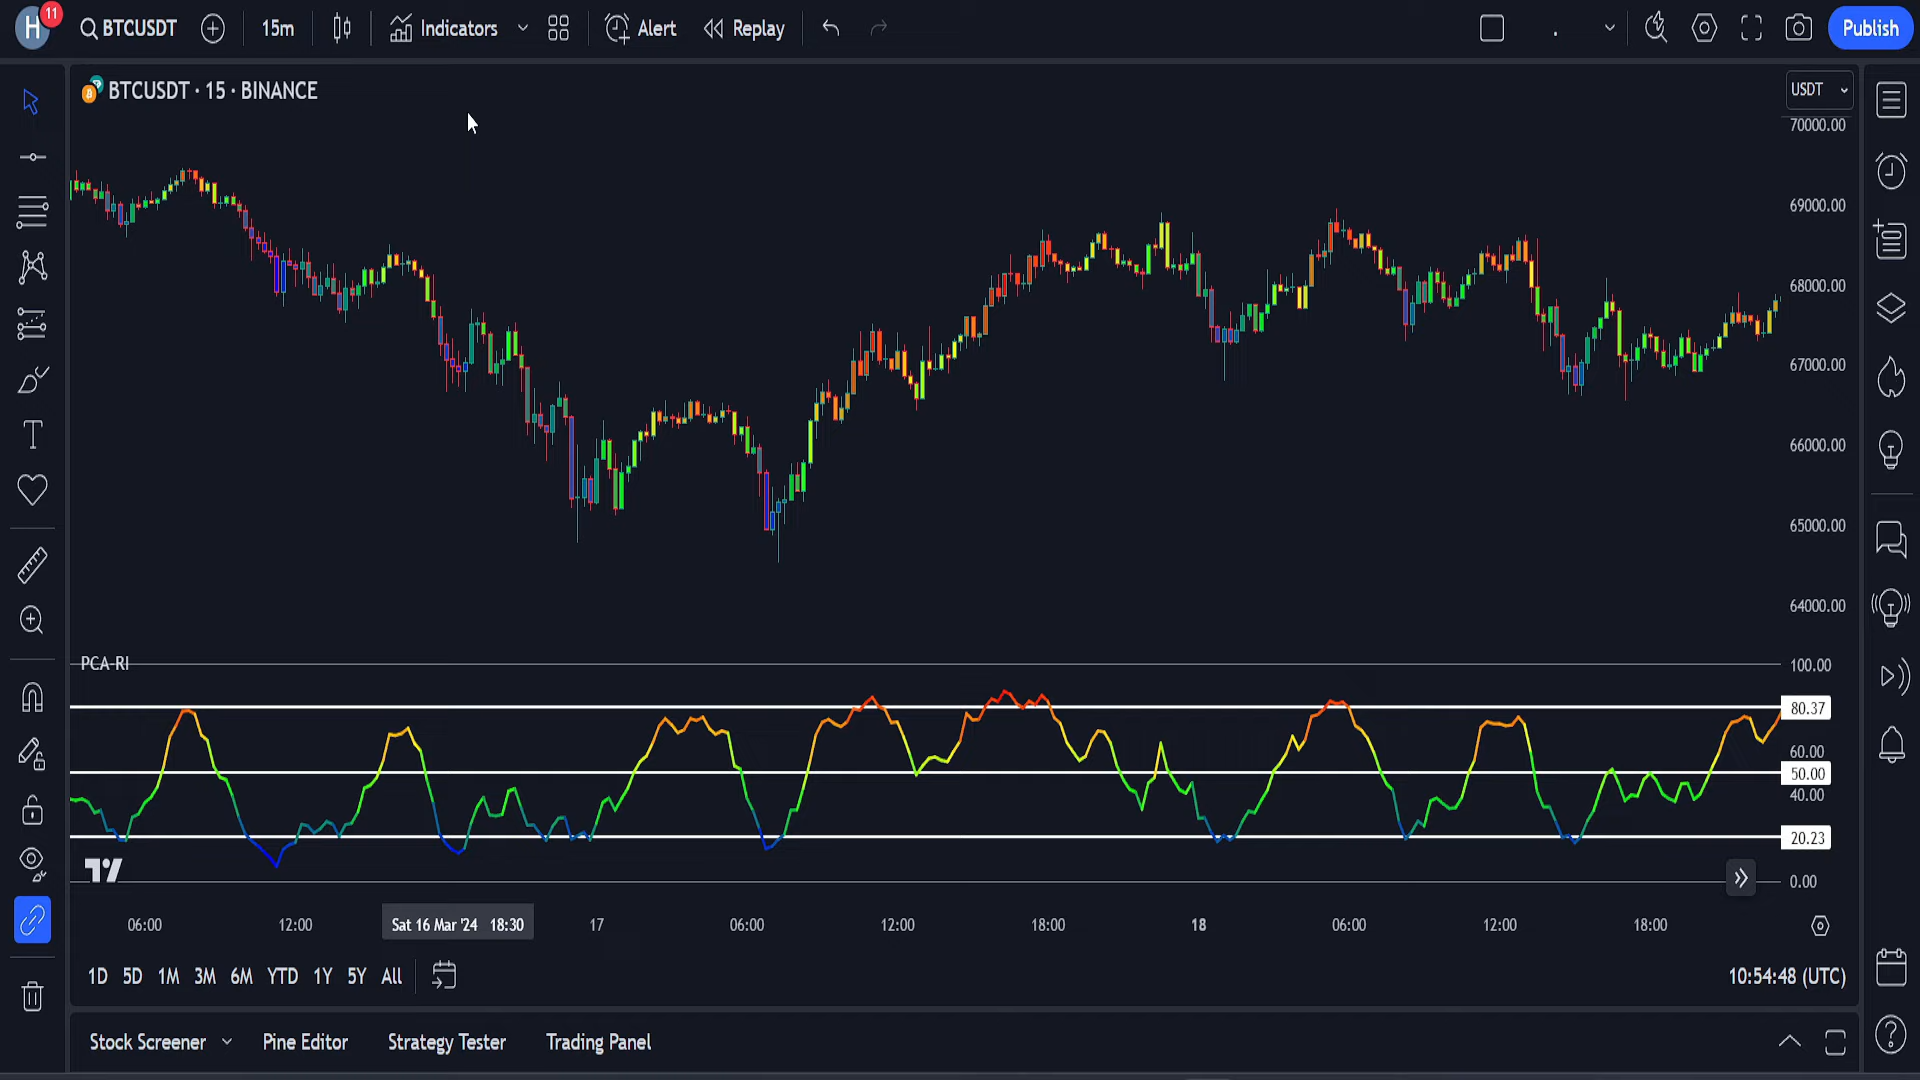 H 11 BTCUSDT 15m Indicators Alert Replay . Publish
BTCUSDT · 15 · BINANCE
USDT
70000.00
69000.00
68000.00
67000.00
66000.00
65000.00
64000.00
PCA-RI
100.00
80.37
60.00
50.00
40.00
20.23
0.00
06:00 12:00 Sat 16 Mar '24 18:30 17 06:00 12:00 18:00 18 06:00 12:00 18:00
1D 5D 1M 3M 6M YTD 1Y 5Y All 10:54:48 (UTC)
Stock Screener Pine Editor Strategy Tester Trading Panel